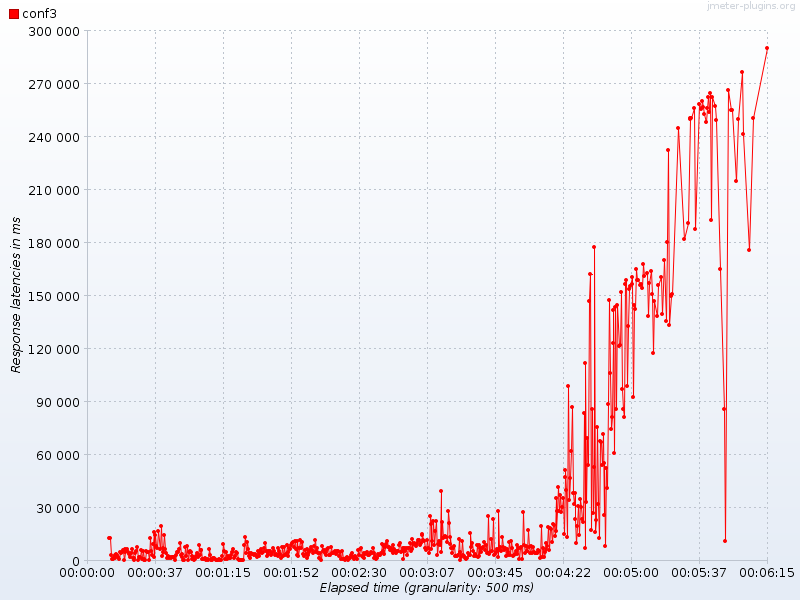 jmeter-plugins.org
conf3
300 000
270 000
240 000
210 000
180 000
150 000
120 000
90 000
60 000
30 000
0
Response latencies in ms
00:00:00 00:00:37 00:01:15 00:01:52 00:02:30 00:03:07 00:03:45 00:04:22 00:05:00 00:05:37 00:06:15
Elapsed time (granularity: 500 ms)